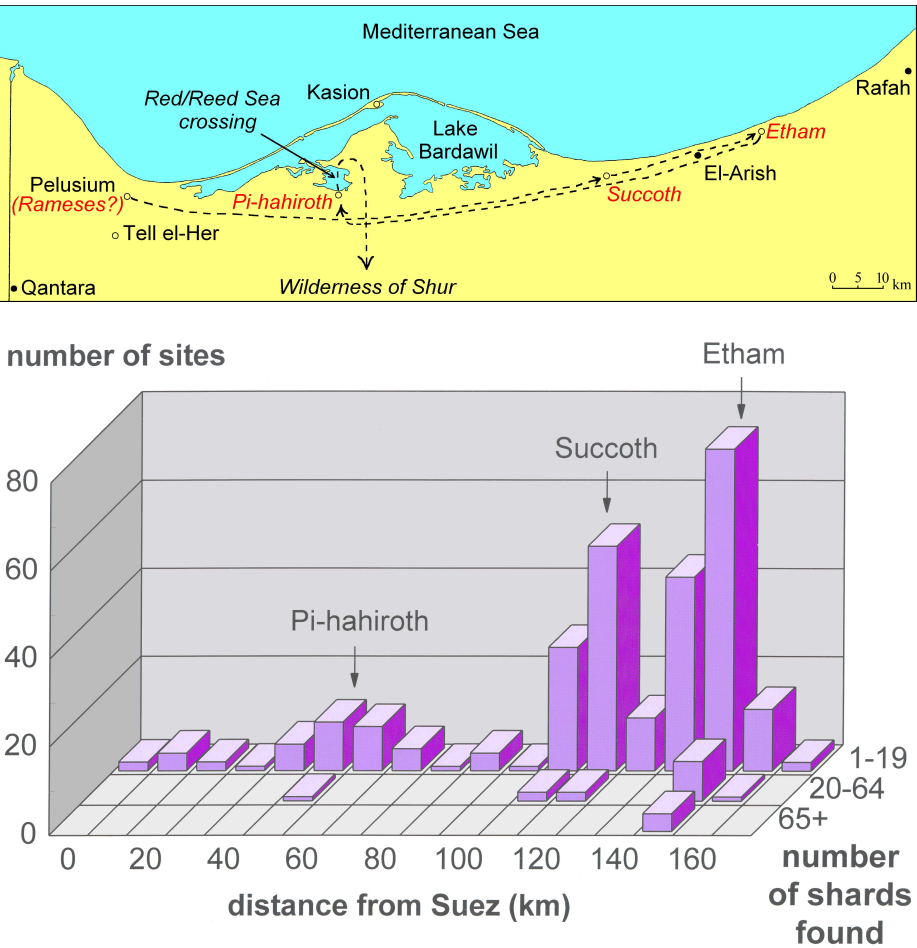 Mediterranean Sea
Rafah
Kasion
Red/Reed Sea
crossing
Lake
Bardawil
Etham
El-Arish
Pelusium
(Rameses?)
Pi-hahiroth
Succoth
Tell el-Her
Qantara
Wilderness of Shur
0 5 10 km
number of sites
Etham
Succoth
Pi-hahiroth
80
60
40
20
0
1-19
20-64
65+
0 20 40 60 80 100 120 140 160
distance from Suez (km)
number
of shards
found